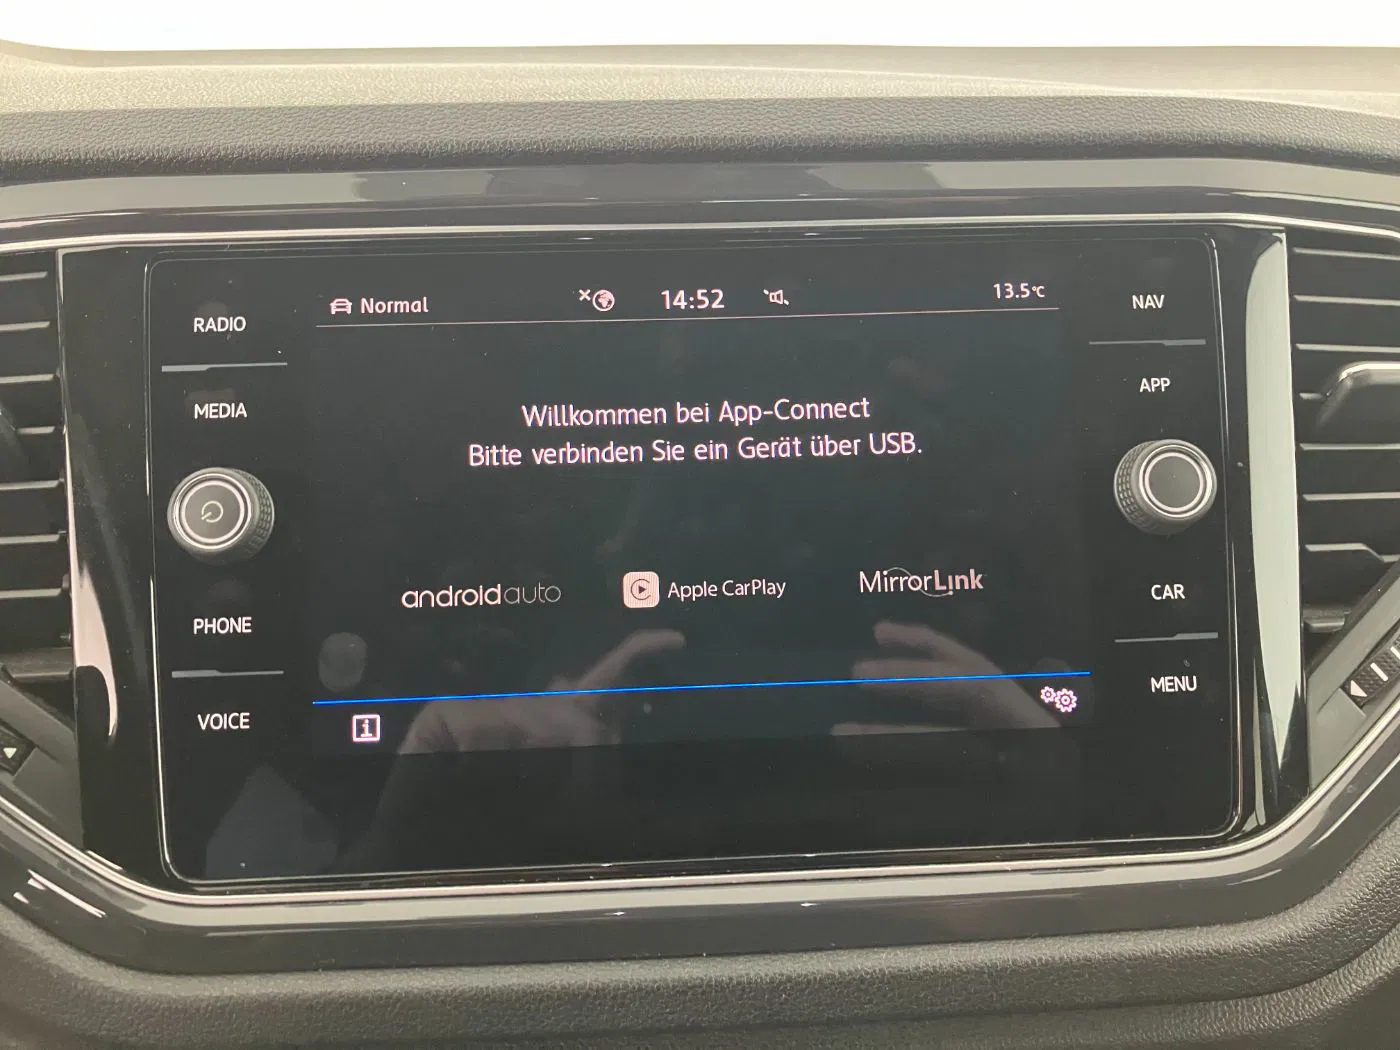 Normal
14:52
13.5°C
RADIO
MEDIA
PHONE
VOICE
Willkommen bei App-Connect
Bitte verbinden Sie ein Gerät über USB.
androidauto
Apple CarPlay
MirrorLink
i
NAV
APP
CAR
MENU